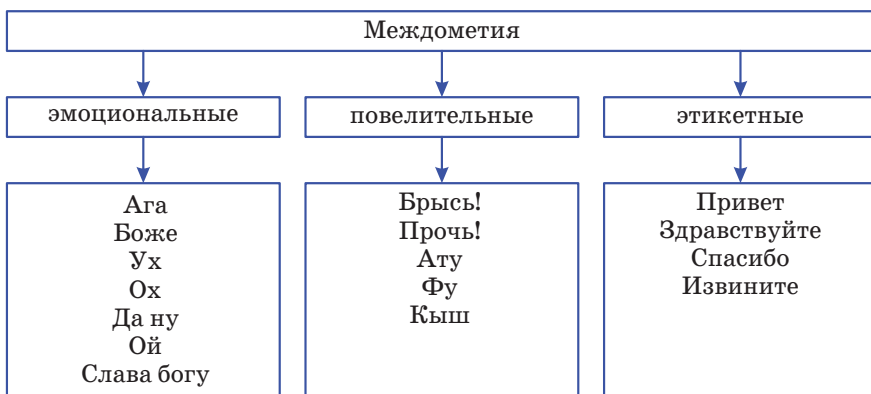 Междометия
эмоциональные
повелительные
этикетные
Ага
Боже
Ух
Ох
Да ну
Ой
Слава богу
Брысь!
Прочь!
Ату
Фу
Кыш
Привет
Здравствуйте
Спасибо
Извините